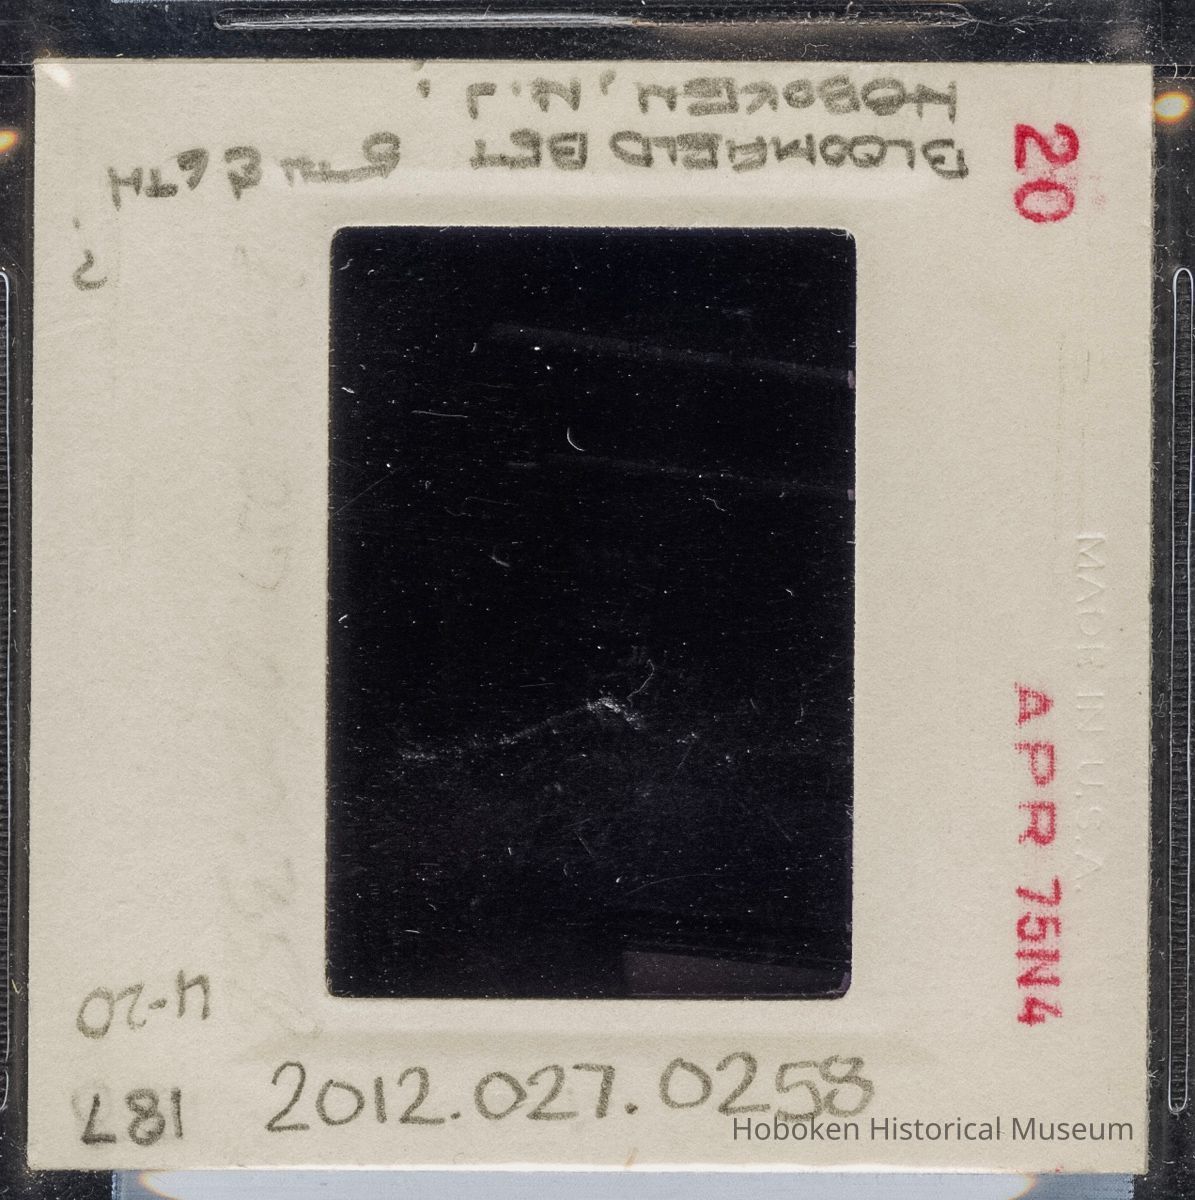 HOBOKEN, N.J.,
BLOOMFIELD BET 5TH & 6TH
?
20
APR 75N4
MADE IN U.S.A.
4-20
187
2012.027.0258
Hoboken Historical Museum